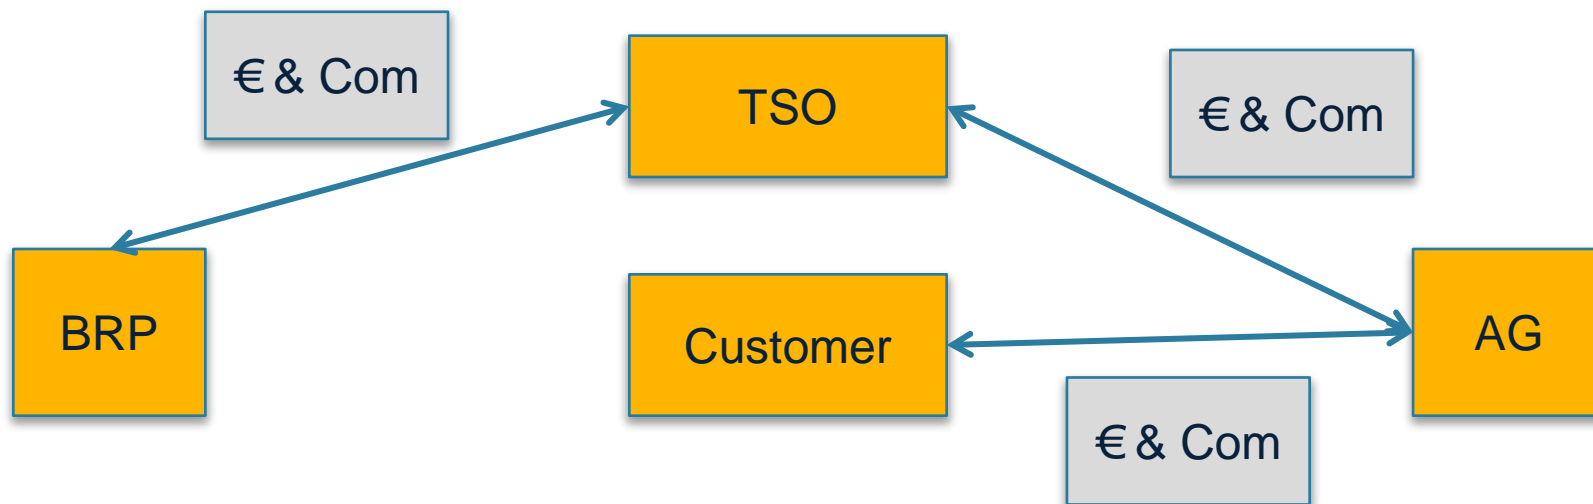 € & Com
TSO
€ & Com
BRP
Customer
AG
€ & Com